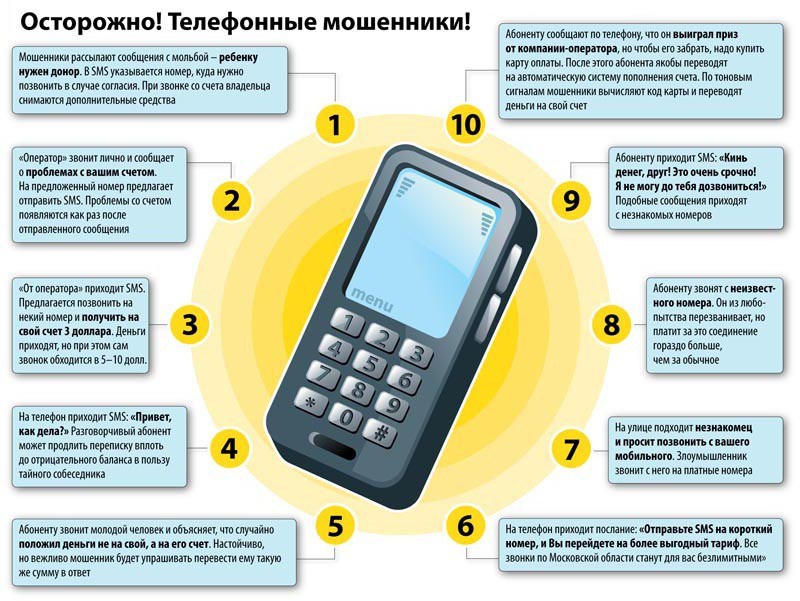 Осторожно! Телефонные мошенники!
Мошенники рассылают сообщения с мольбой – ребенку
нужен донор. В SMS указывается номер, куда нужно
позвонить в случае согласия. При звонке со счета владельца
снимаются дополнительные средства
1
«Оператор» звонит лично и сообщает
о проблемах с вашим счетом.
На предложенный номер предлагает
отправить SMS. Проблемы со счетом
появляются как раз после
отправленного сообщения
2
«От оператора» приходит SMS.
Предлагается позвонить на
некий номер и получить на
свой счет 3 доллара. Деньги
приходят, но при этом сам
звонок обходится в 5–10 долл.
3
На телефон приходит SMS: «Привет,
как дела?» Разговорчивый абонент
может продлить переписку вплоть
до отрицательного баланса в пользу
тайного собеседника
4
Абоненту звонит молодой человек и объясняет, что случайно
положил деньги не на свой, а на его счет. Настойчиво,
но вежливо мошенник будет упрашивать перевести ему такую
же сумму в ответ
5
На телефон приходит послание: «Отправьте SMS на короткий
номер, и Вы перейдете на более выгодный тариф. Все
звонки по Московской области станут для вас безлимитными»
6
На улице подходит незнакомец
и просит позвонить с вашего
мобильного. Злоумышленник
звонит с него на платные номера
7
Абоненту звонят с неизвест-
ного номера. Он из любо-
пытства перезванивает, но
платит за это соединение
гораздо больше,
чем за обычное
8
Абоненту приходит SMS: «Кинь
денег, друг! Это очень срочно!
Я не могу до тебя дозвониться!»
Подобные сообщения приходят
с незнакомых номеров
9
Абоненту сообщают по телефону, что он выиграл приз
от компании-оператора, но чтобы его забрать, надо купить
карту оплаты. После этого абонента якобы переводят
на автоматическую систему пополнения счета. По тоновым
сигналам мошенники вычисляют код карты и переводят
деньги на свой счет
10
menu
1 2 3
4 5 6
7 8 9
* 0 #